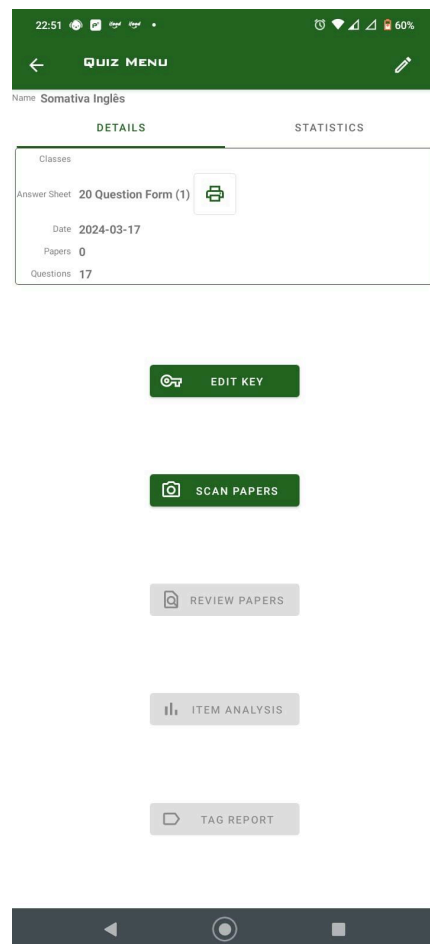 22:51 60%
Quiz Menu
Name Somativa Inglès
DETAILS STATISTICS
Classes
Answer Sheet 20 Question Form (1)
Date 2024-03-17
Papers 0
Questions 17
EDIT KEY
SCAN PAPERS
REVIEW PAPERS
ITEM ANALYSIS
TAG REPORT